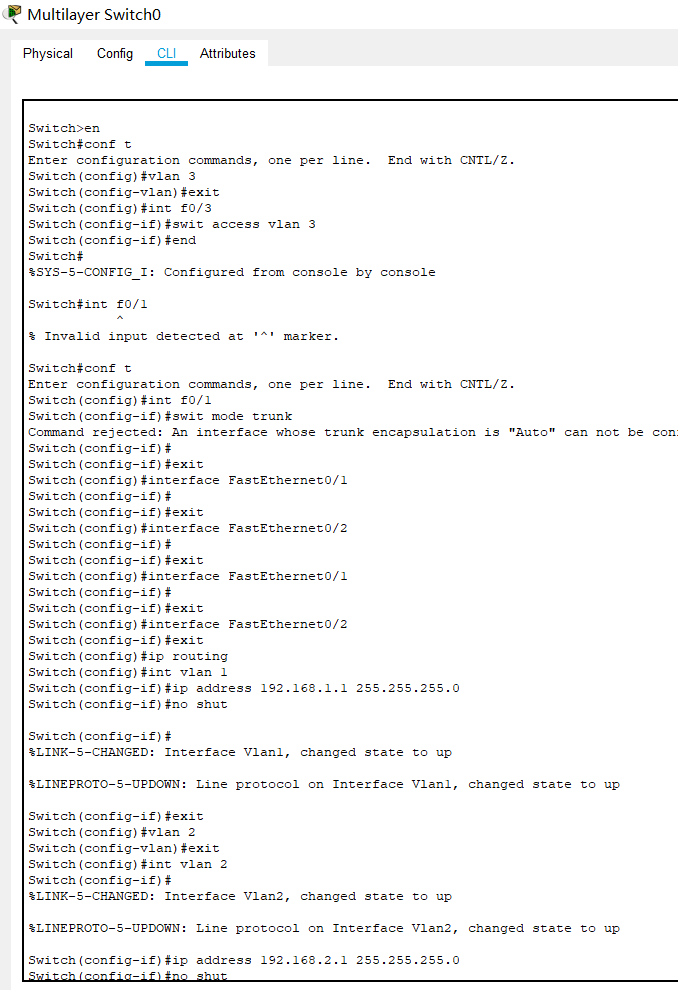 Multilayer Switch0
Physical Config CLI Attributes
Switch>en
Switch#conf t
Enter configuration commands, one per line.  End with CNTL/Z.
Switch(config)#vlan 3
Switch(config-vlan)#exit
Switch(config)#int f0/3
Switch(config-if)#swit access vlan 3
Switch(config-if)#end
Switch#
%SYS-5-CONFIG_I: Configured from console by console
Switch#int f0/1
^
% Invalid input detected at '^' marker.
Switch#conf t
Enter configuration commands, one per line.  End with CNTL/Z.
Switch(config)#int f0/1
Switch(config-if)#swit mode trunk
Command rejected: An interface whose trunk encapsulation is "Auto" can not be
Switch(config-if)#
Switch(config-if)#exit
Switch(config)#interface FastEthernet0/1
Switch(config-if)#
Switch(config-if)#exit
Switch(config)#interface FastEthernet0/2
Switch(config-if)#
Switch(config-if)#exit
Switch(config)#interface FastEthernet0/1
Switch(config-if)#
Switch(config-if)#exit
Switch(config)#interface FastEthernet0/2
Switch(config-if)#exit
Switch(config)#ip routing
Switch(config)#int vlan 1
Switch(config-if)#ip address 192.168.1.1 255.255.255.0
Switch(config-if)#no shut
Switch(config-if)#
%LINK-5-CHANGED: Interface Vlan1, changed state to up
%LINEPROTO-5-UPDOWN: Line protocol on Interface Vlan1, changed state to up
Switch(config-if)#exit
Switch(config)#vlan 2
Switch(config-vlan)#exit
Switch(config)#int vlan 2
Switch(config-if)#
%LINK-5-CHANGED: Interface Vlan2, changed state to up
%LINEPROTO-5-UPDOWN: Line protocol on Interface Vlan2, changed state to up
Switch(config-if)#ip address 192.168.2.1 255.255.255.0
Switch(config-if)#no shut